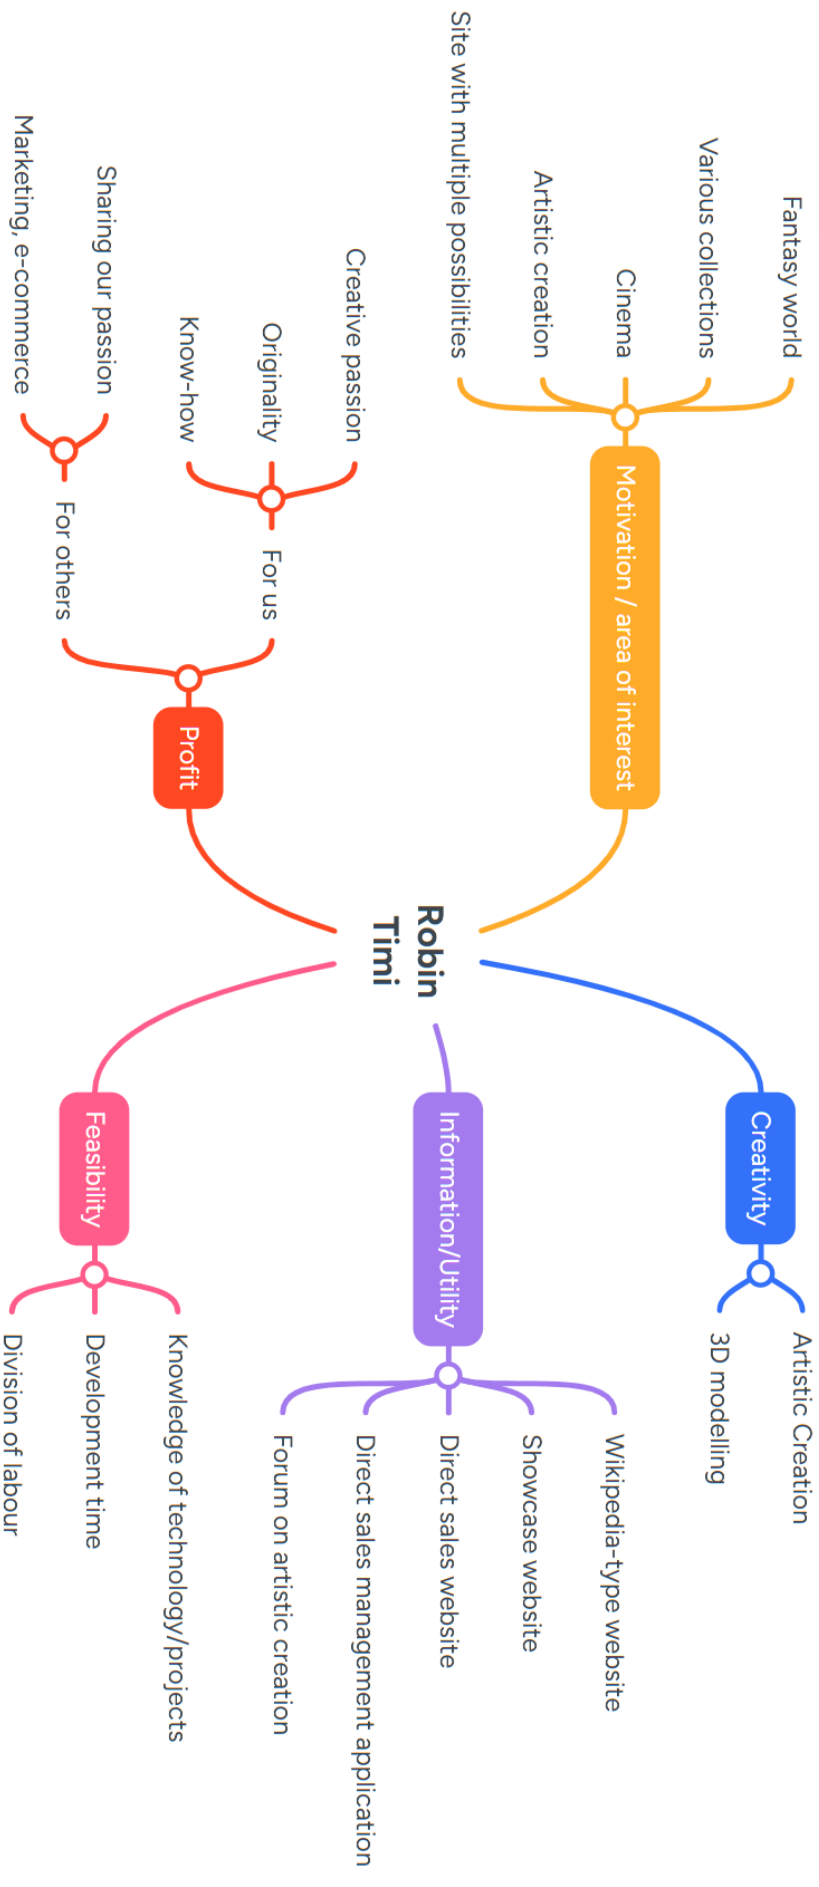 Fantasy world
Various collections
Cinema
Artistic creation
Site with multiple possibilities
Motivation / area of interest
Creative passion
Originality
Know-how
For us
Sharing our passion
Marketing, e-commerce
For others
Profit
Robin
Timi
Creativity
Artistic Creation
3D modelling
Information/Utility
Wikipedia-type website
Showcase website
Direct sales website
Direct sales management application
Forum on artistic creation
Feasibility
Knowledge of technology/projects
Development time
Division of labour